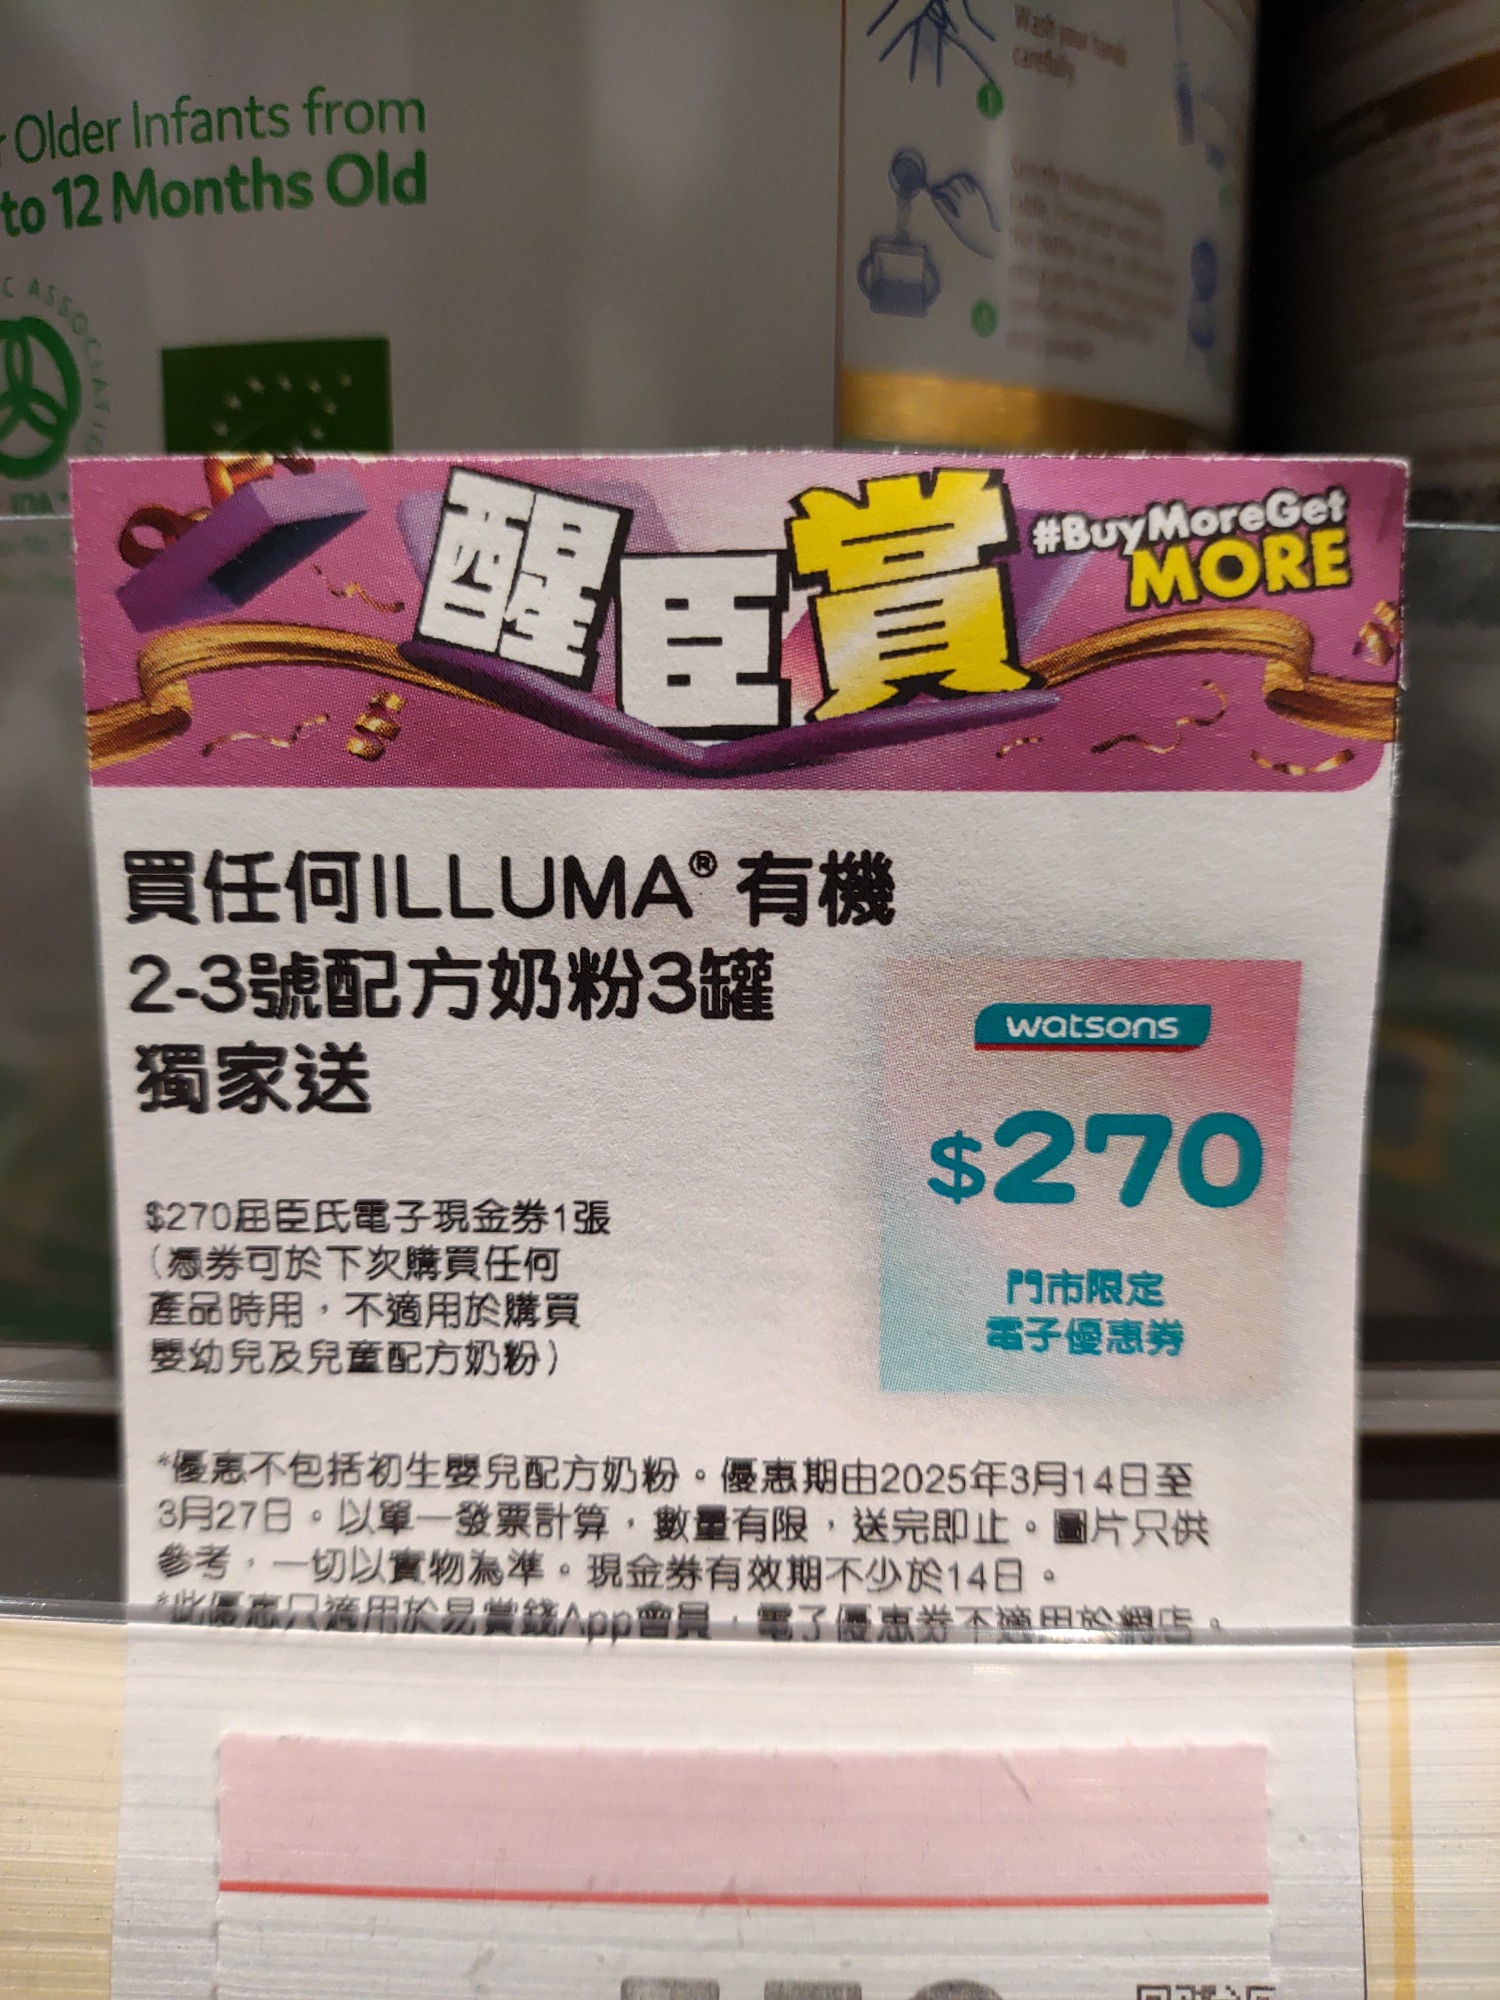 Older Infants from
to 12 Months Old
Wash your hands
carefully
醒臣賞
#BuyMoreGet
MORE
買任何ILLUMA® 有機
2-3號配方奶粉3罐
獨家送
watsons
$270
門市限定
電子優惠券
$270屈臣氏電子現金券1張
(憑券可於下次購買任何
產品時用，不適用於購買
嬰幼兒及兒童配方奶粉)
*優惠不包括初生嬰兒配方奶粉。優惠期由2025年3月14日至
3月27日。以單一發票計算，數量有限，送完即止。圖片只供
參考，一切以實物為準。現金券有效期不少於14日。
*此優惠只適用於易賞錢App會員，電子優惠券不適用於網店。